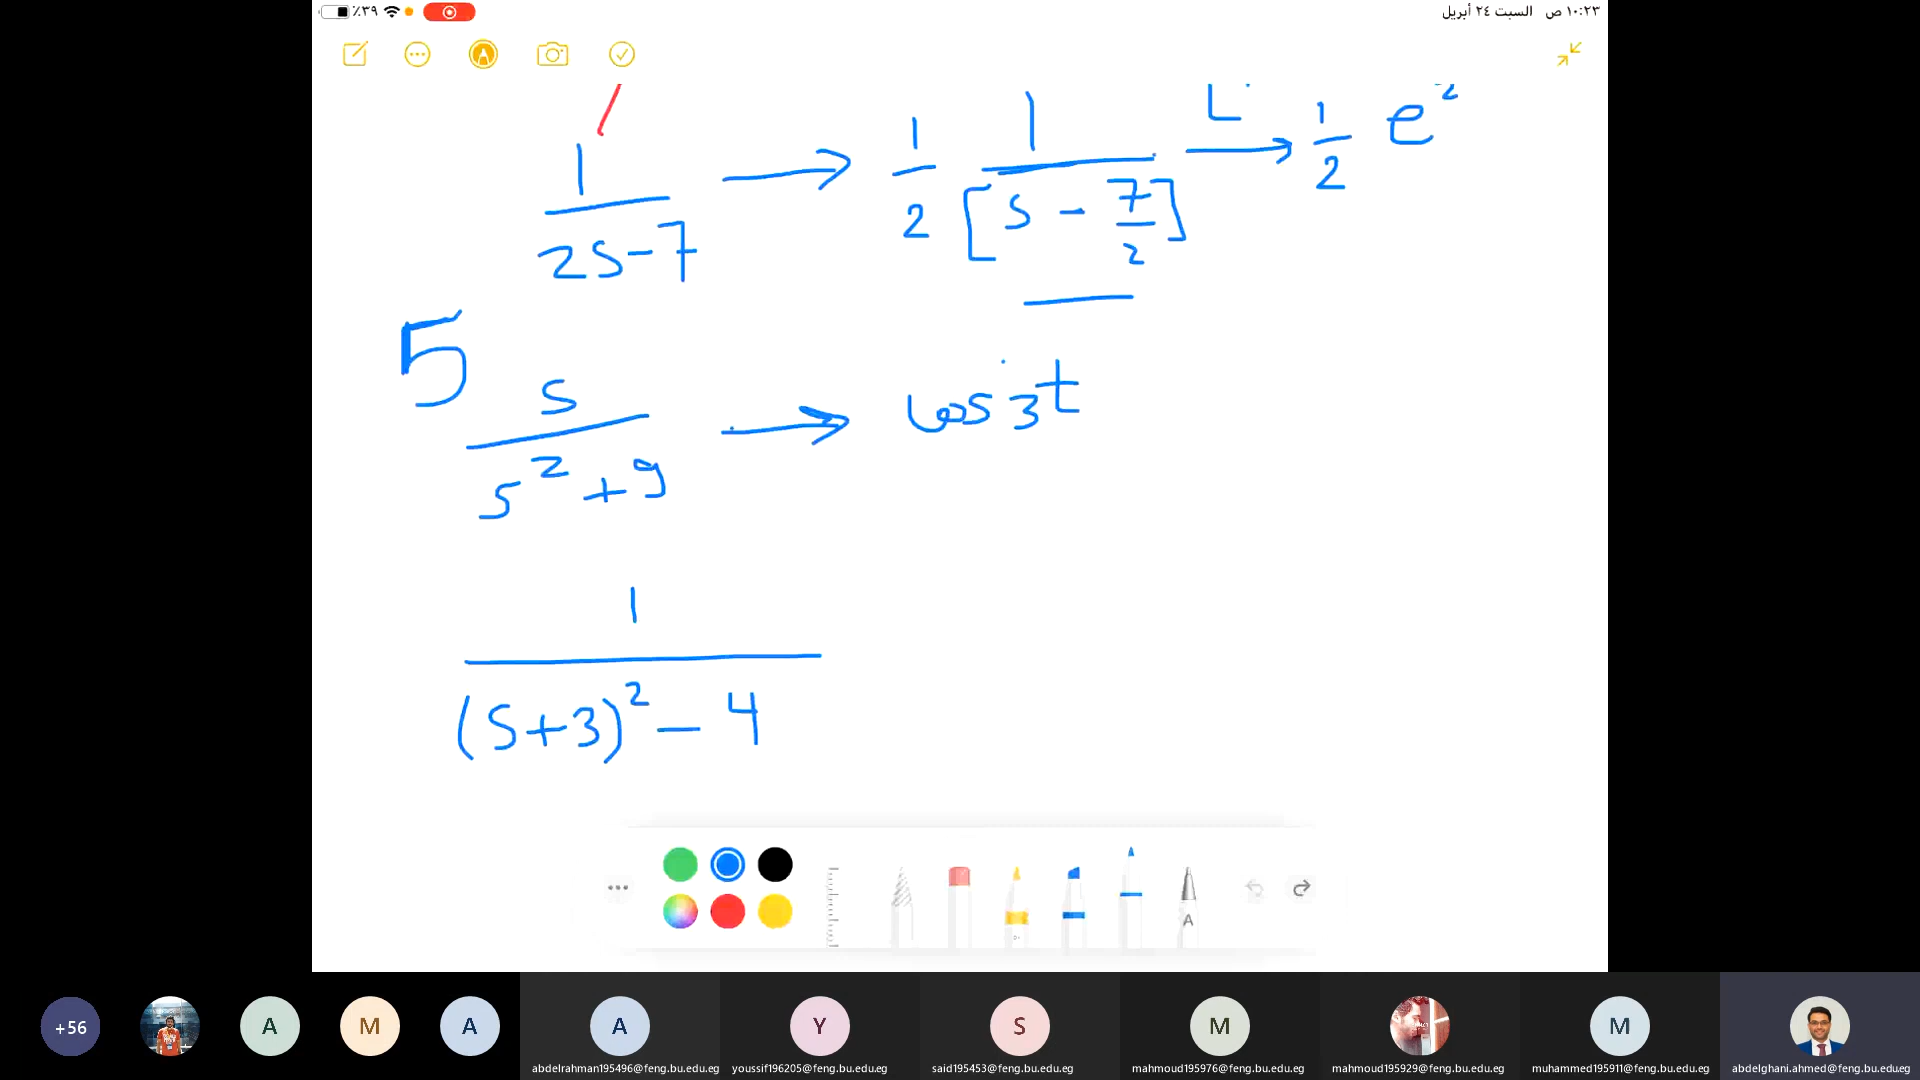 ٪٣٩ ١٠:٢٣ ص السبت ٢٤ أبريل
1/(2s-7) → 1/2 1/[s - 7/2] L → 1/2 e^2
5
s/(s^2+9) → cos 3t
1/((s+3)^2 - 4)
A
+56 A M A A Y S M M
abdelrahman195496@feng.bu.edu.eg youssif196205@feng.bu.edu.eg said195453@feng.bu.edu.eg mahmoud195976@feng.bu.edu.eg mahmoud195929@feng.bu.edu.eg muhammed195911@feng.bu.edu.eg abdelghani.ahmed@feng.bu.edu.eg